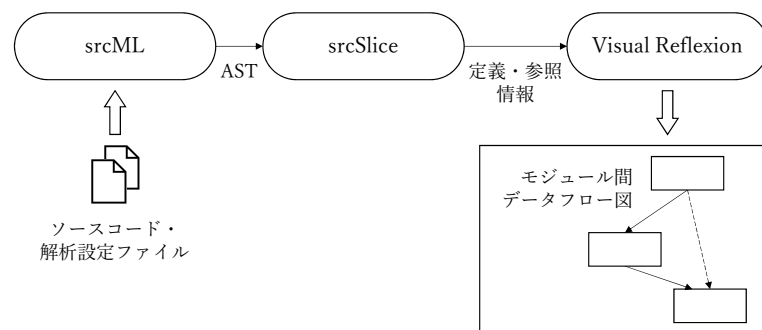 srcML
srcSlice
Visual Reflexion
AST
定義・参照
情報
ソースコード・
解析設定ファイル
モジュール間
データフロー図